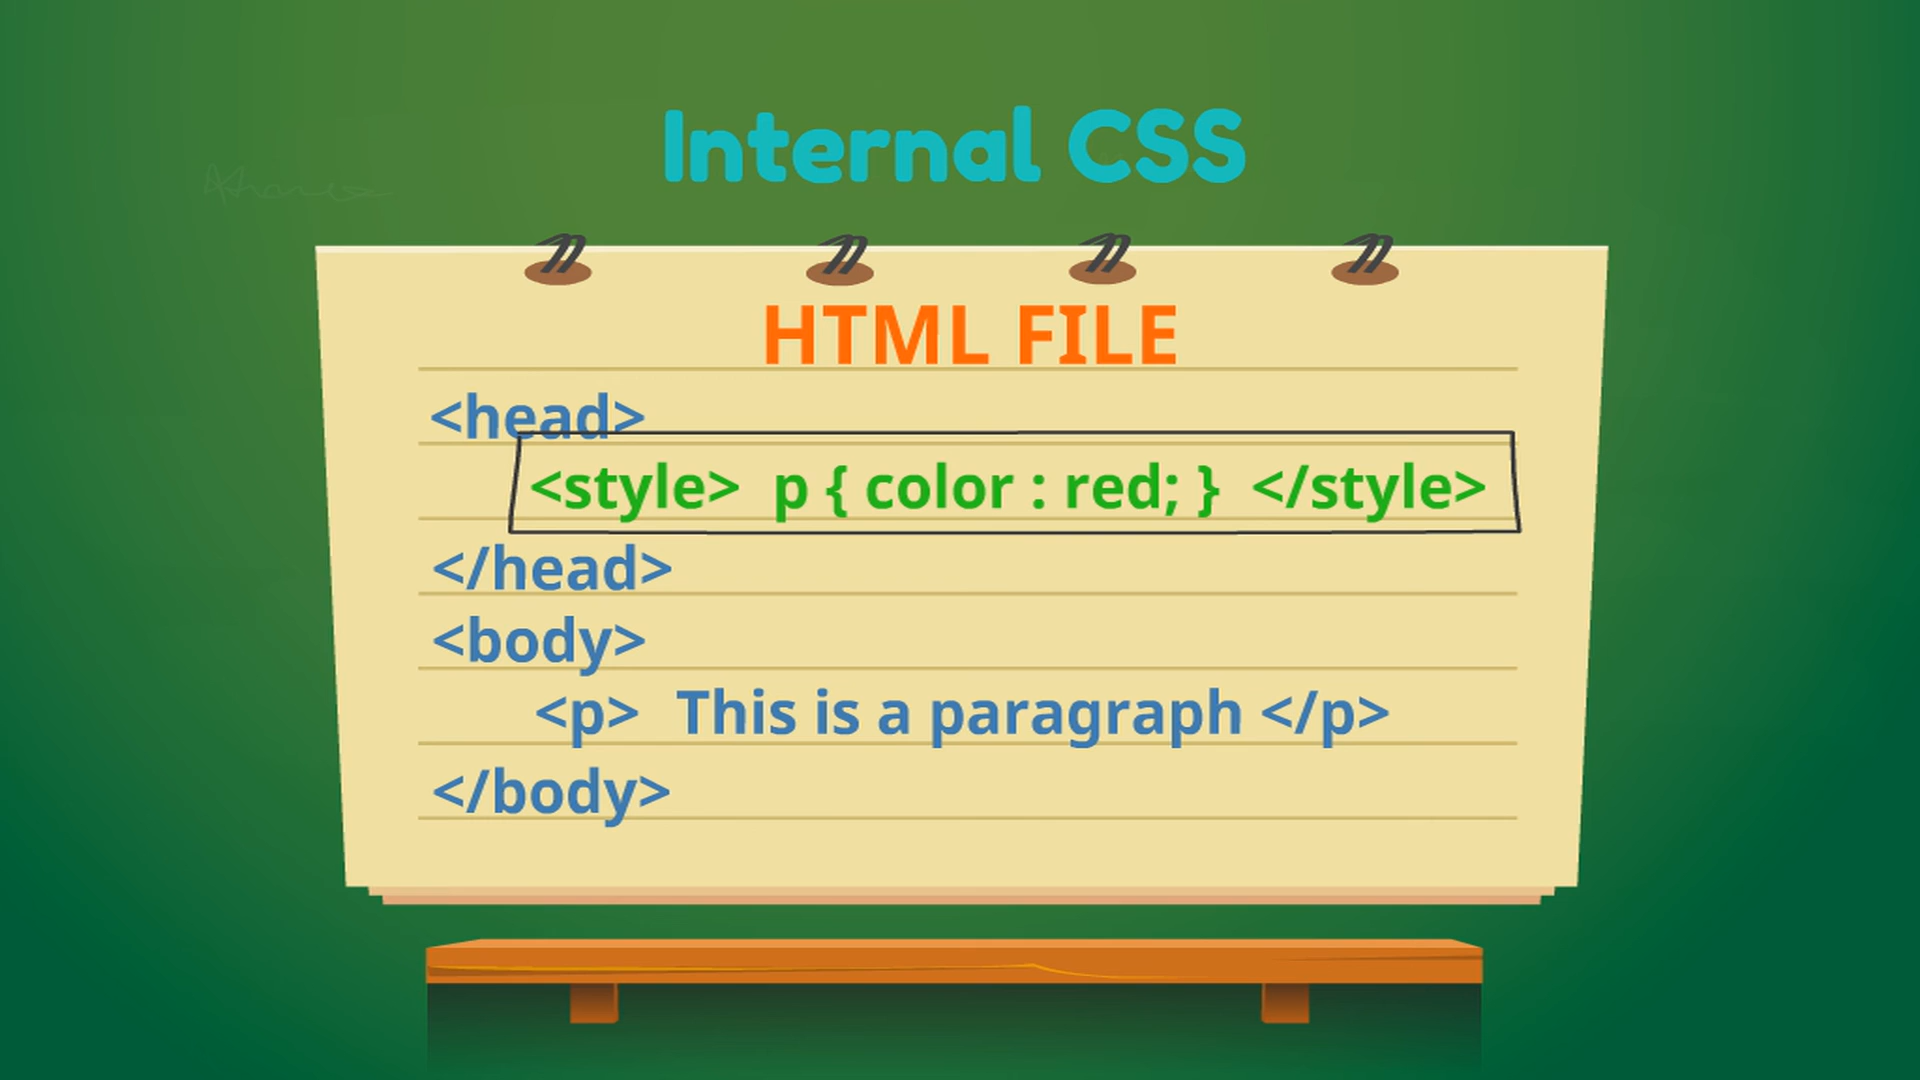 Internal CSS
HTML FILE
<head>
<style> p { color : red; } </style>
</head>
<body>
<p> This is a paragraph </p>
</body>